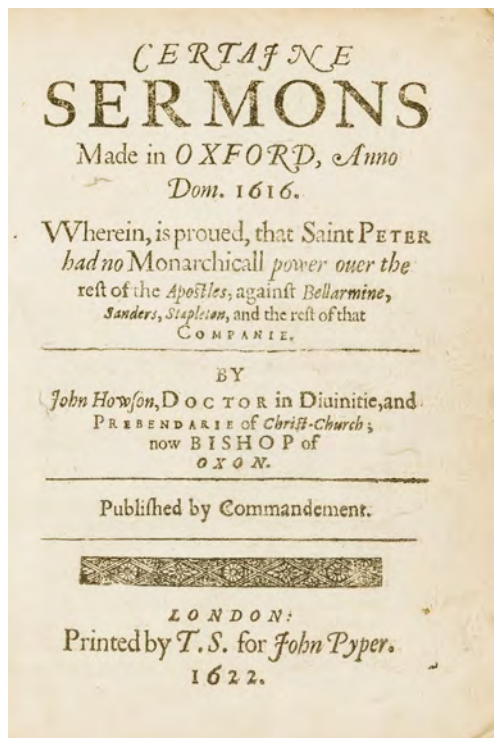 CERTAINE
SERMONS
Made in OXFORD, Anno
Dom. 1616.
VVherein, is proued, that Saint PETER
had no Monarchicall power ouer the
reſt of the Apoſtles, againſt Bellarmine,
Sanders, Stapleton, and the reſt of that
COMPANIE.
BY
John Howſon, DOCTOR in Diuinitie, and
PREBENDARIE of Chriſt-Church;
now BISHOP of
OXON.
Publiſhed by Commandement.
LONDON:
Printed by T. S. for John Pyper.
1622.